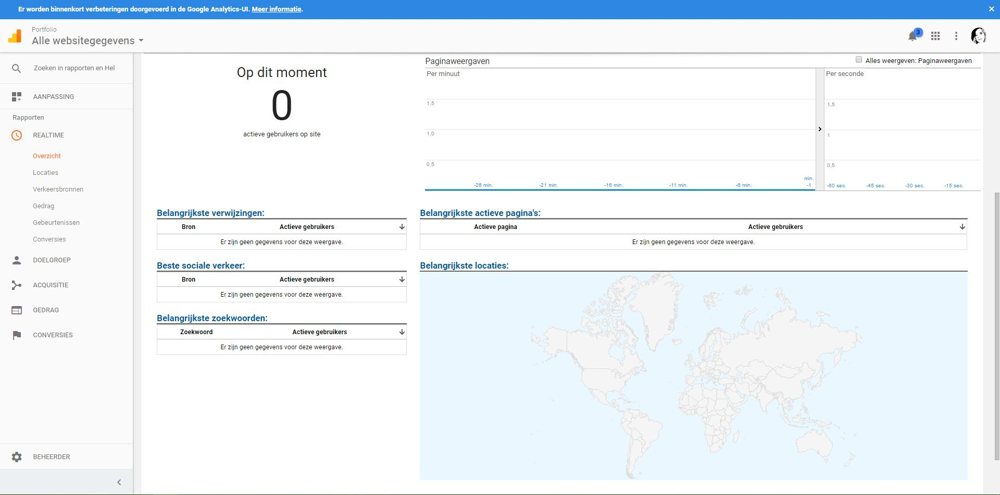 Er worden binnenkort verbeteringen doorgevoerd in de Google Analytics-UI. Meer informatie.
Portfolio
Alle websitegegevens
3
Zoeken in rapporten en Hel
AANPASSING
Rapporten
REALTIME
Overzicht
Locaties
Verkeersbronnen
Gedrag
Gebeurtenissen
Conversies
DOELGROEP
ACQUISITIE
GEDRAG
CONVERSIES
BEHEERDER
Op dit moment
0
actieve gebruikers op site
Paginaweergaven
Alles weergeven: Paginaweergaven
Per minuut
1,5
1,0
0,5
-26 min.
-21 min.
-16 min.
-11 min.
-6 min.
min.
-1
Per seconde
1,5
1
0,5
-60 sec.
-45 sec.
-30 sec.
-15 sec.
Belangrijkste verwijzingen:
Bron Actieve gebruikers
Er zijn geen gegevens voor deze weergave.
Beste sociale verkeer:
Bron Actieve gebruikers
Er zijn geen gegevens voor deze weergave.
Belangrijkste zoekwoorden:
Zoekwoord Actieve gebruikers
Er zijn geen gegevens voor deze weergave.
Belangrijkste actieve pagina's:
Actieve pagina Actieve gebruikers
Er zijn geen gegevens voor deze weergave.
Belangrijkste locaties: